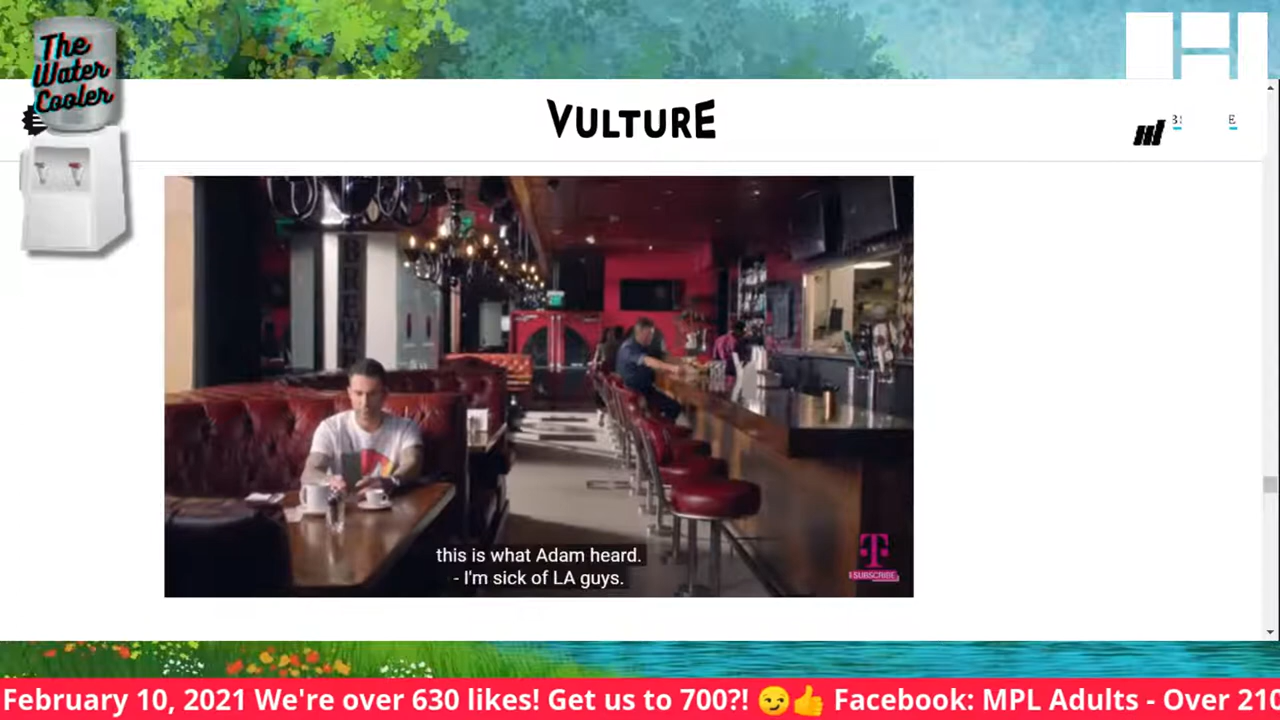 The
Water
Cooler
VULTURE
BREW
this is what Adam heard.
- I'm sick of LA guys.
T
SUBSCRIBE
February 10, 2021 We're over 630 likes! Get us to 700?! 😏👍 Facebook: MPL Adults - Over 210